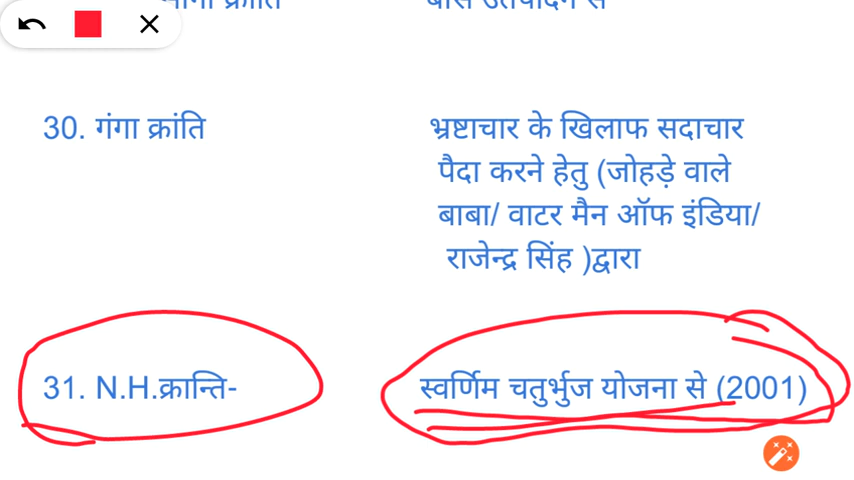 क्रांति
30. गंगा क्रांति भ्रष्टाचार के खिलाफ सदाचार
पैदा करने हेतु (जोहड़े वाले
बाबा/ वाटर मैन ऑफ इंडिया/
राजेन्द्र सिंह )द्वारा
31. N.H.क्रान्ति- स्वर्णिम चतुर्भुज योजना से (2001)